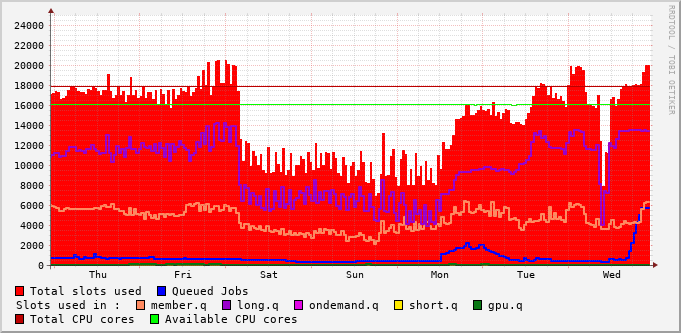 24000
22000
20000
18000
16000
14000
12000
10000
8000
6000
4000
2000
0
Thu Fri Sat Sun Mon Tue Wed
RRDTOOL / TOBI OETIKER
Total slots used Queued Jobs
Slots used in : member.q long.q ondemand.q short.q gpu.q
Total CPU cores Available CPU cores